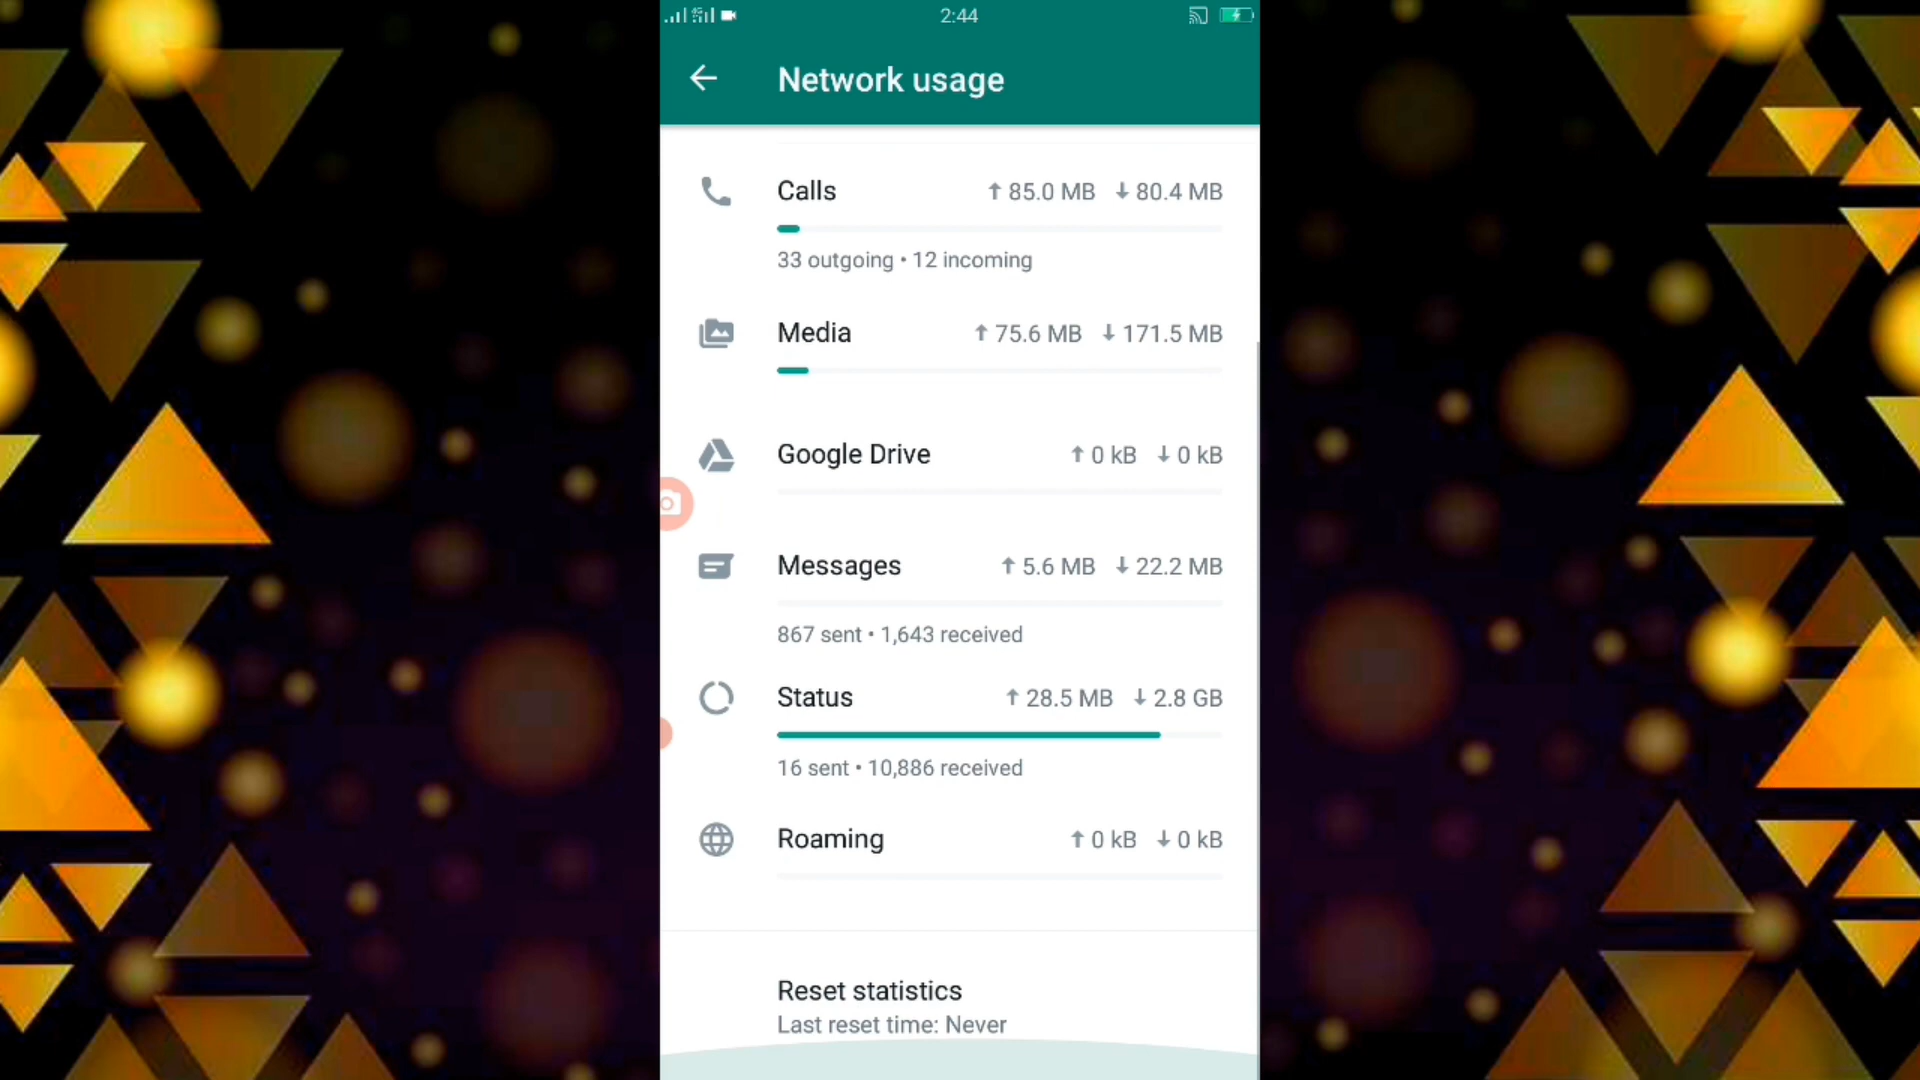 2:44
Network usage
Calls ↑ 85.0 MB ↓ 80.4 MB
33 outgoing • 12 incoming
Media ↑ 75.6 MB ↓ 171.5 MB
Google Drive ↑ 0 kB ↓ 0 kB
Messages ↑ 5.6 MB ↓ 22.2 MB
867 sent • 1,643 received
Status ↑ 28.5 MB ↓ 2.8 GB
16 sent • 10,886 received
Roaming ↑ 0 kB ↓ 0 kB
Reset statistics
Last reset time: Never